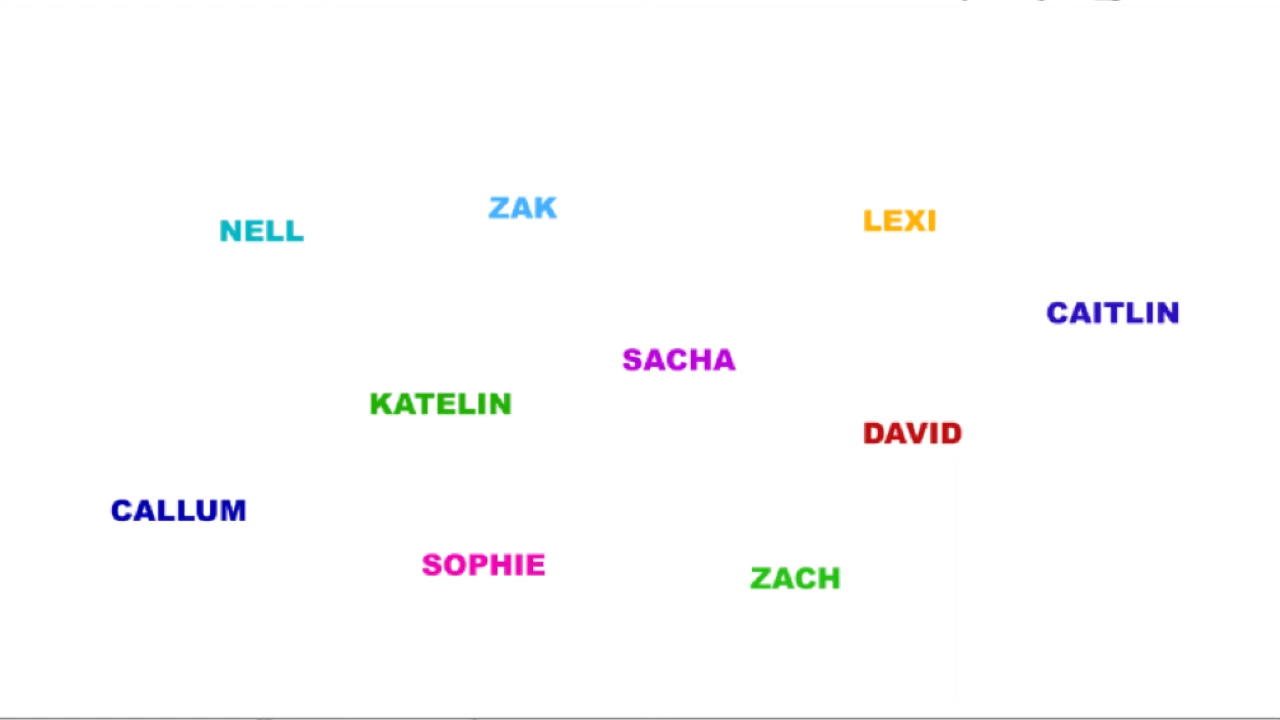 ZAK
LEXI
NELL
CAITLIN
SACHA
KATELIN
DAVID
CALLUM
SOPHIE
ZACH